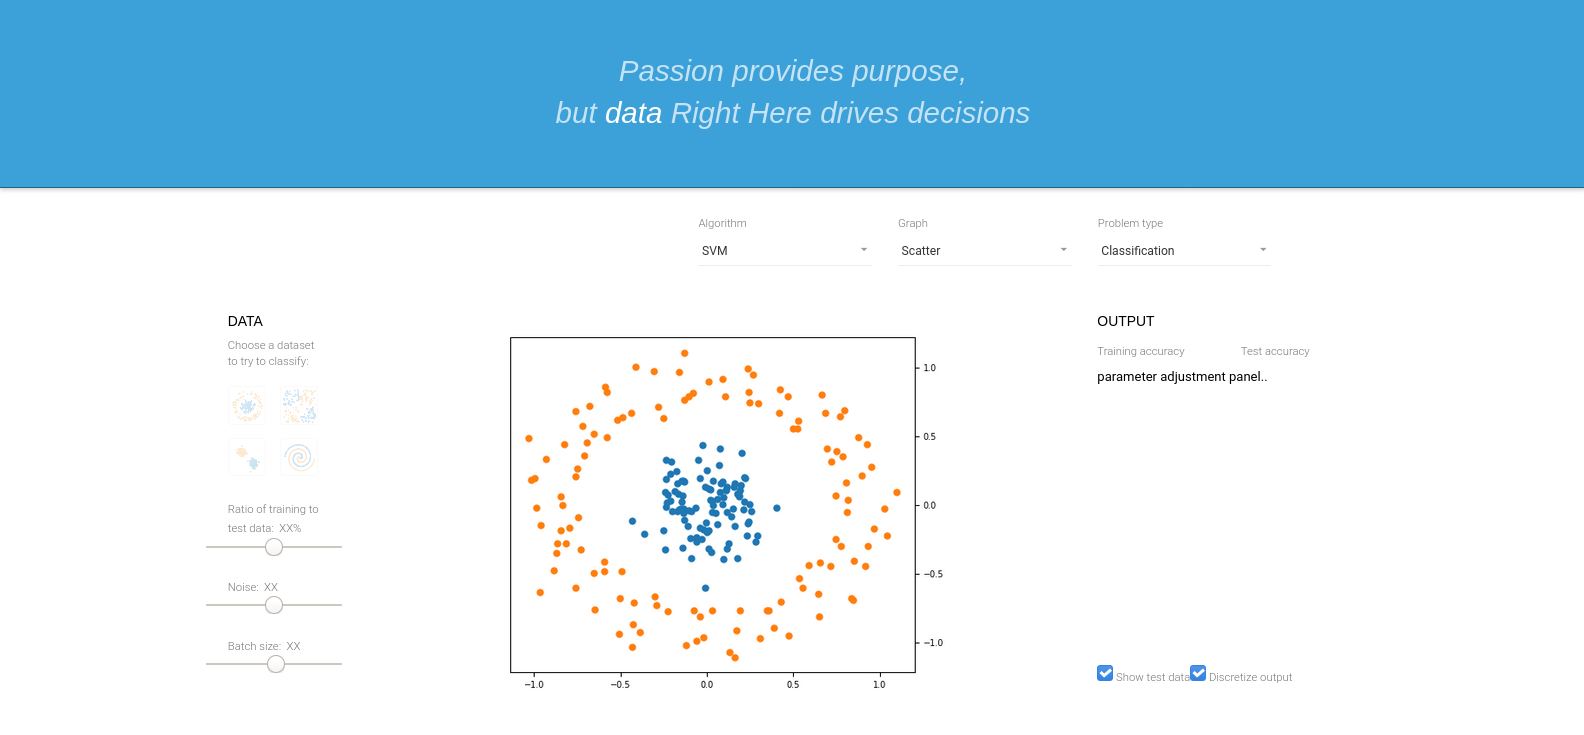 Passion provides purpose,
but data Right Here drives decisions
Algorithm
Graph
Problem type
SVM
Scatter
Classification
DATA
Choose a dataset
to try to classify:
Ratio of training to
test data: XX%
Noise: XX
Batch size: XX
1.0
0.5
0.0
−0.5
−1.0
−1.0
−0.5
0.0
0.5
1.0
OUTPUT
Training accuracy
Test accuracy
parameter adjustment panel..
Show test data
Discretize output